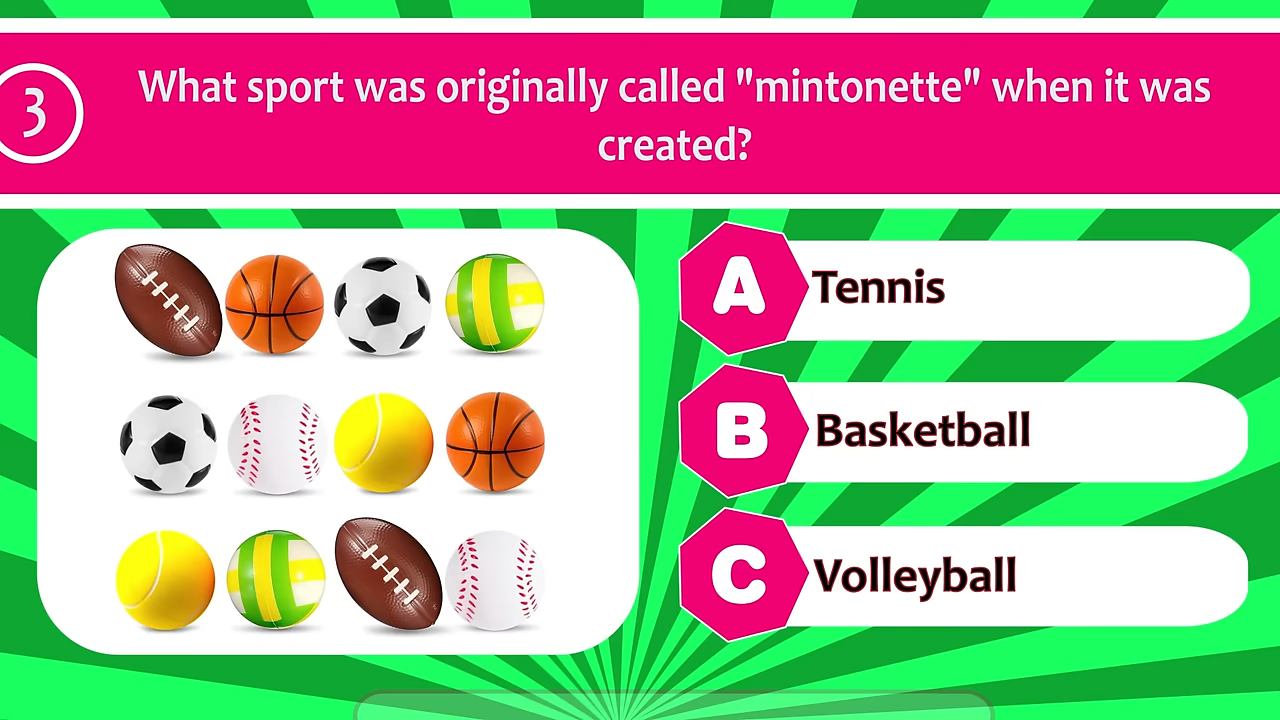 3
What sport was originally called "mintonette" when it was
created?
A Tennis
B Basketball
C Volleyball